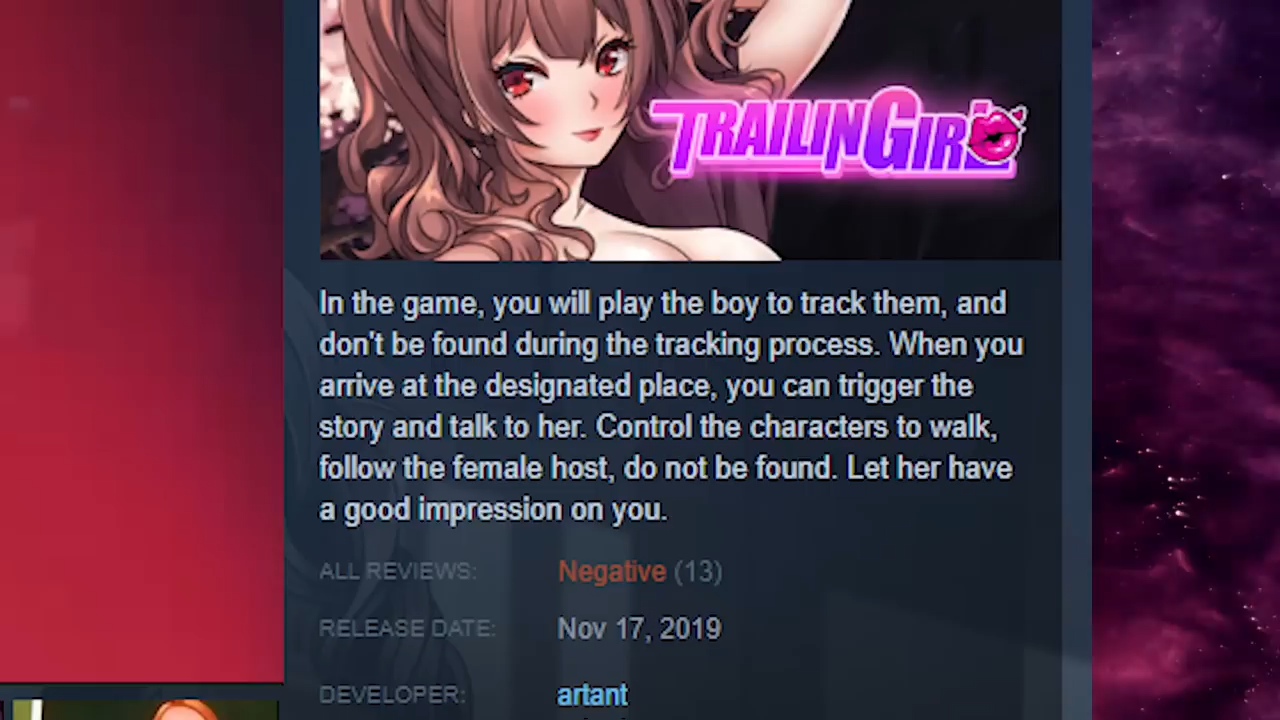 TRAILINGIRL
In the game, you will play the boy to track them, and
don't be found during the tracking process. When you
arrive at the designated place, you can trigger the
story and talk to her. Control the characters to walk,
follow the female host, do not be found. Let her have
a good impression on you.
ALL REVIEWS: Negative (13)
RELEASE DATE: Nov 17, 2019
DEVELOPER: artant